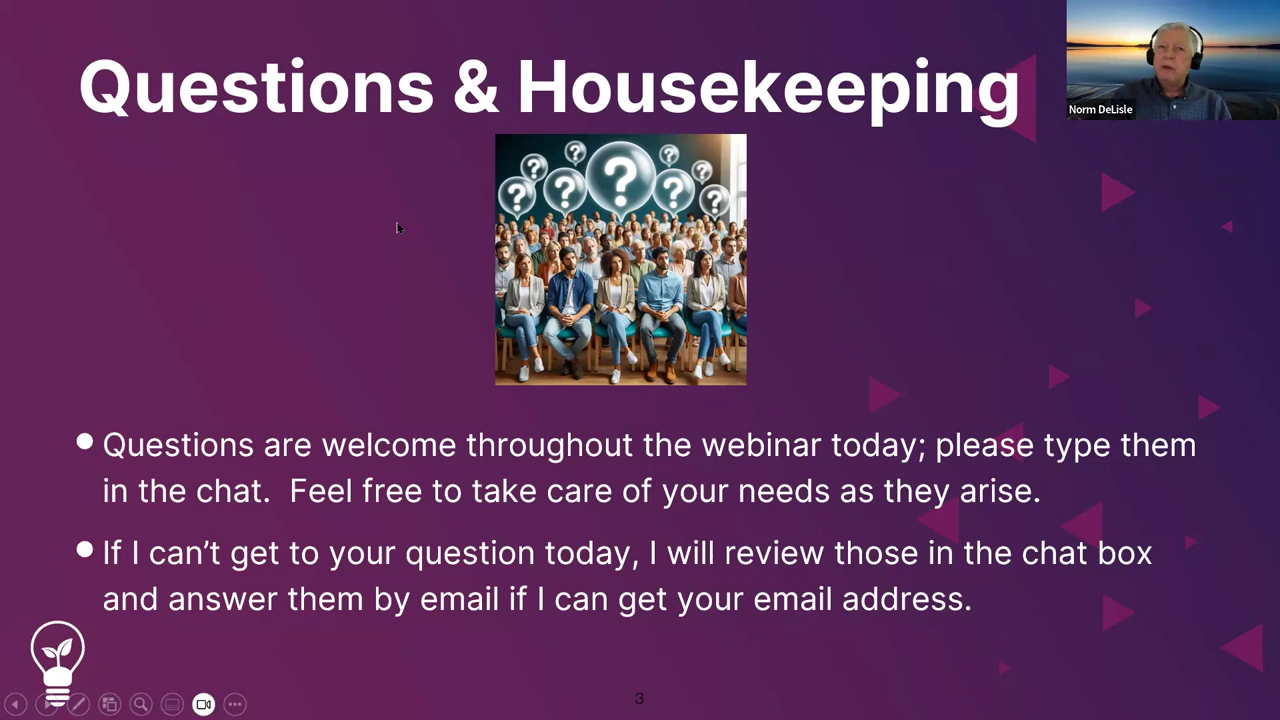 Questions & Housekeeping
Norm DeLisle
? ? ? ? ? ? ? ?
Questions are welcome throughout the webinar today; please type them
in the chat.  Feel free to take care of your needs as they arise.
If I can’t get to your question today, I will review those in the chat box
and answer them by email if I can get your email address.
3